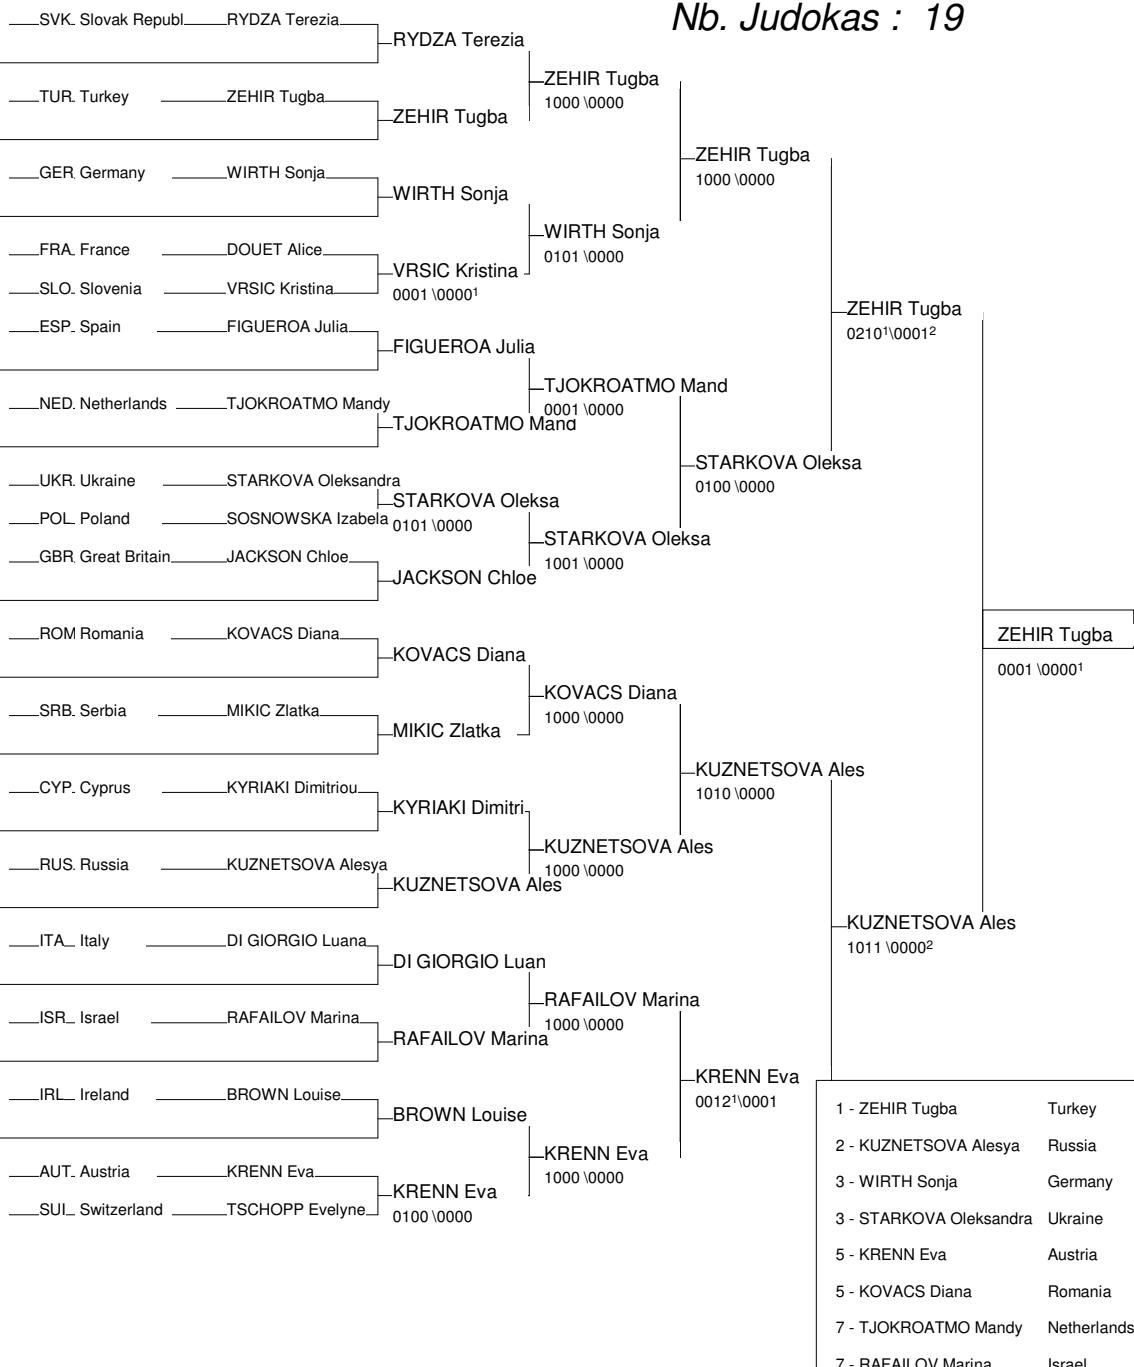 Nb. Judokas : 19
SVK Slovak Republ RYDZA Terezia
RYDZA Terezia
ZEHIR Tugba
1000 \0000
TUR Turkey ZEHIR Tugba
ZEHIR Tugba
ZEHIR Tugba
1000 \0000
GER Germany WIRTH Sonja
WIRTH Sonja
WIRTH Sonja
0101 \0000
FRA France DOUET Alice
VRSIC Kristina
0001 \0000¹
SLO Slovenia VRSIC Kristina
ZEHIR Tugba
0210¹\0001²
ESP Spain FIGUEROA Julia
FIGUEROA Julia
TJOKROATMO Mand
0001 \0000
NED Netherlands TJOKROATMO Mandy
TJOKROATMO Mand
STARKOVA Oleksa
0100 \0000
UKR Ukraine STARKOVA Oleksandra
STARKOVA Oleksa
0101 \0000
POL Poland SOSNOWSKA Izabela
STARKOVA Oleksa
1001 \0000
GBR Great Britain JACKSON Chloe
JACKSON Chloe
ROM Romania KOVACS Diana
ZEHIR Tugba
0001 \0000¹
KOVACS Diana
KOVACS Diana
1000 \0000
SRB Serbia MIKIC Zlatka
MIKIC Zlatka
KUZNETSOVA Ales
1010 \0000
CYP Cyprus KYRIAKI Dimitriou
KYRIAKI Dimitri
KUZNETSOVA Ales
1000 \0000
RUS Russia KUZNETSOVA Alesya
KUZNETSOVA Ales
KUZNETSOVA Ales
1011 \0000²
ITA Italy DI GIORGIO Luana
DI GIORGIO Luan
RAFAILOV Marina
1000 \0000
ISR Israel RAFAILOV Marina
RAFAILOV Marina
KRENN Eva
0012¹\0001
IRL Ireland BROWN Louise
BROWN Louise
KRENN Eva
1000 \0000
AUT Austria KRENN Eva
KRENN Eva
0100 \0000
SUI Switzerland TSCHOPP Evelyne
1 - ZEHIR Tugba Turkey
2 - KUZNETSOVA Alesya Russia
3 - WIRTH Sonja Germany
3 - STARKOVA Oleksandra Ukraine
5 - KRENN Eva Austria
5 - KOVACS Diana Romania
7 - TJOKROATMO Mandy Netherlands
7 - RAFAILOV Marina Israel